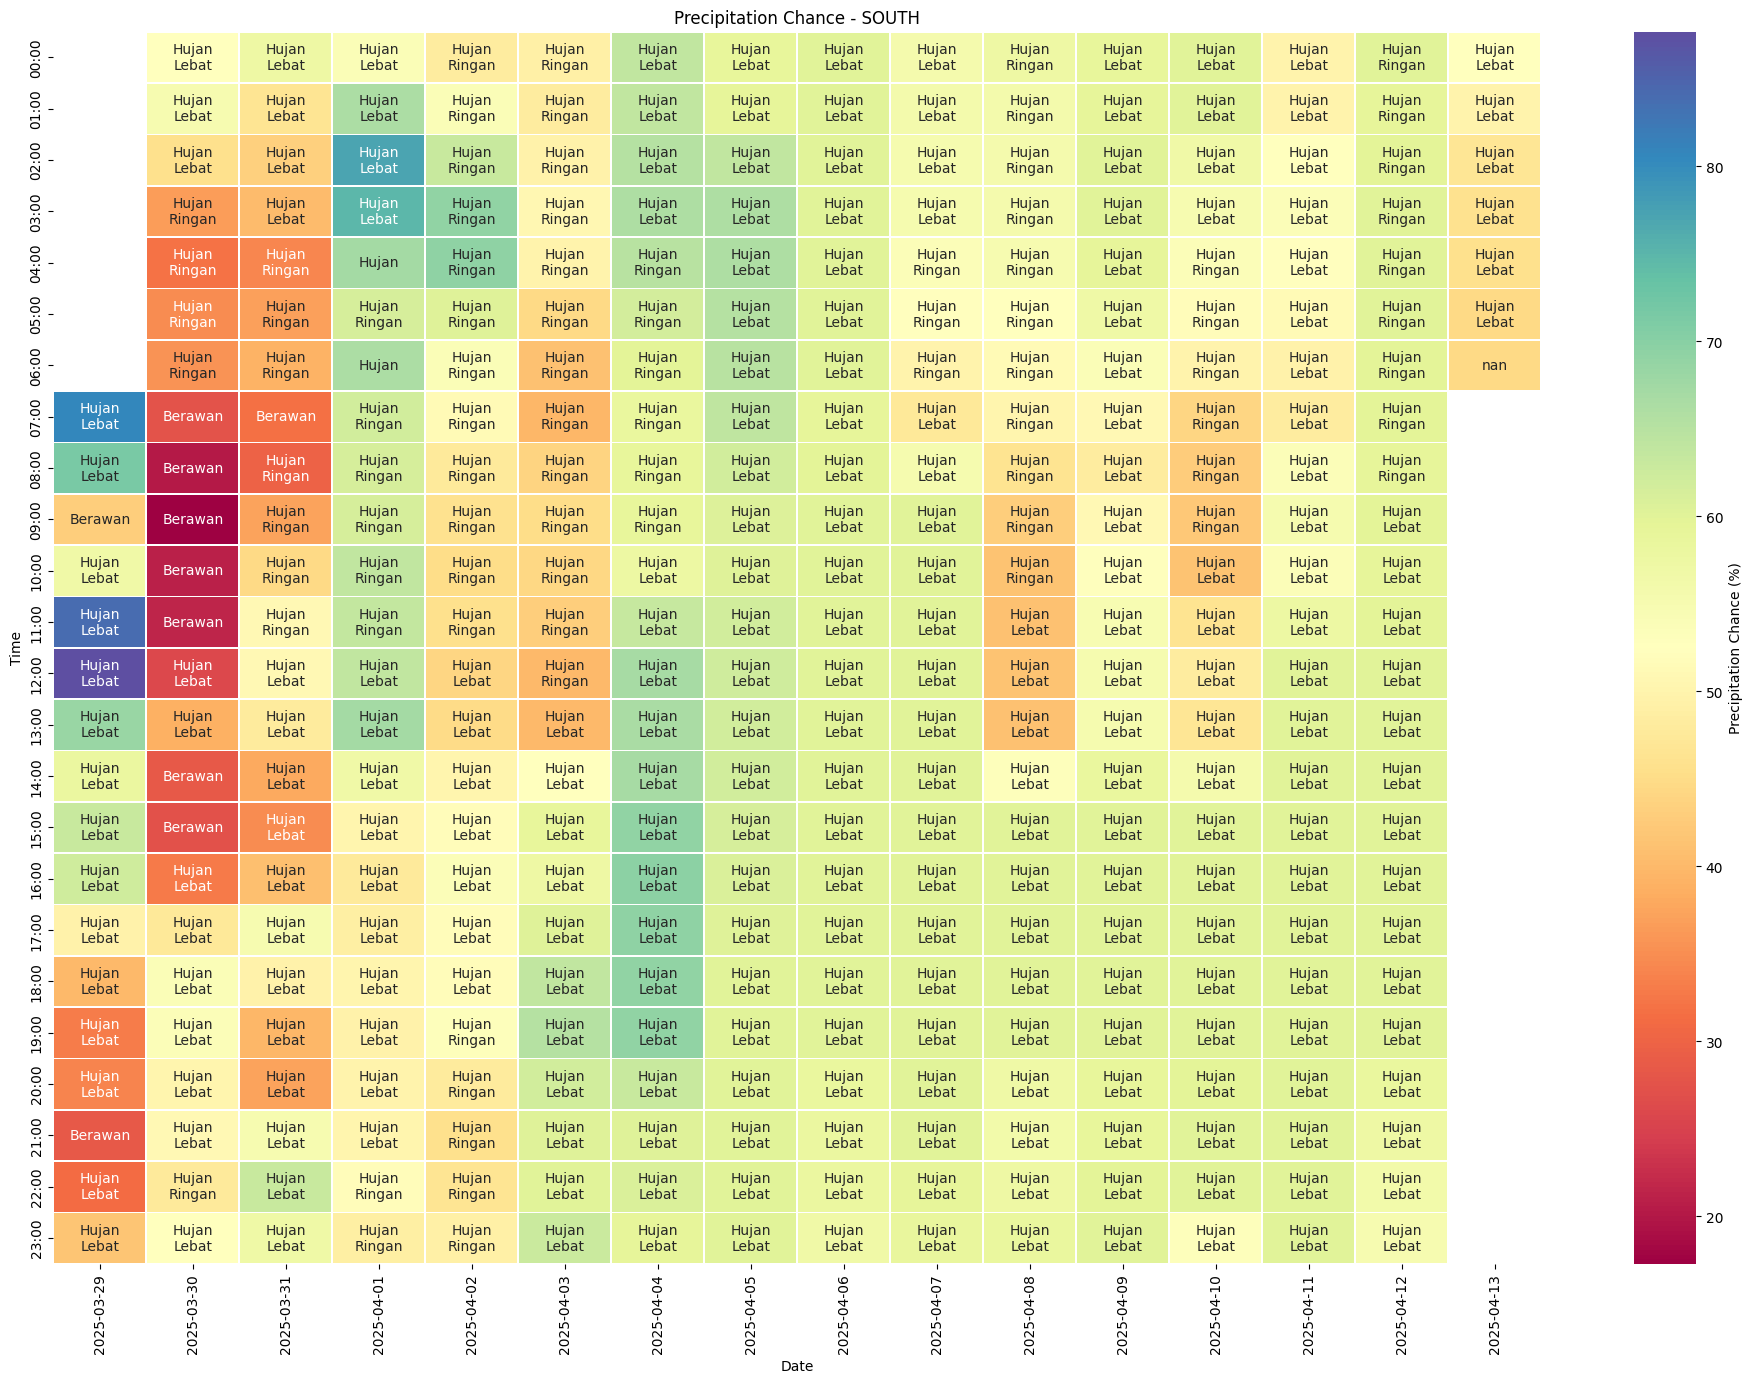 Precipitation Chance - SOUTH
00:00
Hujan Hujan Hujan Hujan Hujan Hujan Hujan Hujan Hujan Hujan Hujan Hujan Hujan Hujan Hujan
Lebat Lebat Lebat Ringan Ringan Lebat Lebat Lebat Lebat Ringan Lebat Lebat Lebat Ringan Lebat
01:00
Hujan Hujan Hujan Hujan Hujan Hujan Hujan Hujan Hujan Hujan Hujan Hujan Hujan Hujan Hujan
Lebat Lebat Lebat Ringan Ringan Lebat Lebat Lebat Lebat Ringan Lebat Lebat Lebat Ringan Lebat
02:00
Hujan Hujan Hujan Hujan Hujan Hujan Hujan Hujan Hujan Hujan Hujan Hujan Hujan Hujan Hujan
Lebat Lebat Lebat Ringan Ringan Lebat Lebat Lebat Lebat Ringan Lebat Lebat Lebat Ringan Lebat
03:00
Hujan Hujan Hujan Hujan Hujan Hujan Hujan Hujan Hujan Hujan Hujan Hujan Hujan Hujan Hujan
Ringan Lebat Lebat Ringan Ringan Lebat Lebat Lebat Lebat Ringan Lebat Lebat Lebat Ringan Lebat
04:00
Hujan Hujan Hujan Hujan Hujan Hujan Hujan Hujan Hujan Hujan Hujan Hujan Hujan Hujan Hujan
Ringan Ringan Ringan Ringan Ringan Lebat Lebat Ringan Ringan Lebat Ringan Lebat Ringan Lebat
05:00
Hujan Hujan Hujan Hujan Hujan Hujan Hujan Hujan Hujan Hujan Hujan Hujan Hujan Hujan Hujan
Ringan Ringan Ringan Ringan Ringan Ringan Lebat Lebat Ringan Ringan Lebat Ringan Lebat Ringan Lebat
06:00
Hujan Hujan Hujan Hujan Hujan Hujan Hujan Hujan Hujan Hujan Hujan Hujan Hujan Hujan nan
Ringan Ringan Ringan Ringan Ringan Lebat Lebat Ringan Ringan Lebat Ringan Lebat Ringan
07:00
Hujan Berawan Berawan Hujan Hujan Hujan Hujan Hujan Hujan Hujan Hujan Hujan Hujan Hujan Hujan
Lebat Ringan Ringan Ringan Ringan Lebat Lebat Lebat Ringan Lebat Ringan Lebat Ringan
08:00
Hujan Berawan Hujan Hujan Hujan Hujan Hujan Hujan Hujan Hujan Hujan Hujan Hujan Hujan Hujan
Lebat Ringan Ringan Ringan Ringan Ringan Lebat Lebat Lebat Ringan Lebat Ringan Lebat Ringan
09:00
Berawan Berawan Hujan Hujan Hujan Hujan Hujan Hujan Hujan Hujan Hujan Hujan Hujan Hujan Hujan
Ringan Ringan Ringan Ringan Ringan Lebat Lebat Lebat Ringan Lebat Ringan Lebat Lebat
10:00
Hujan Berawan Hujan Hujan Hujan Hujan Hujan Hujan Hujan Hujan Hujan Hujan Hujan Hujan Hujan
Lebat Ringan Ringan Ringan Ringan Lebat Lebat Lebat Lebat Ringan Lebat Lebat Lebat Lebat
11:00
Hujan Berawan Hujan Hujan Hujan Hujan Hujan Hujan Hujan Hujan Hujan Hujan Hujan Hujan Hujan
Lebat Ringan Ringan Ringan Ringan Lebat Lebat Lebat Lebat Lebat Lebat Lebat Lebat Lebat
12:00
Hujan Hujan Hujan Hujan Hujan Hujan Hujan Hujan Hujan Hujan Hujan Hujan Hujan Hujan Hujan
Lebat Lebat Lebat Lebat Lebat Ringan Lebat Lebat Lebat Lebat Lebat Lebat Lebat Lebat Lebat
13:00
Hujan Hujan Hujan Hujan Hujan Hujan Hujan Hujan Hujan Hujan Hujan Hujan Hujan Hujan Hujan
Lebat Lebat Lebat Lebat Lebat Lebat Lebat Lebat Lebat Lebat Lebat Lebat Lebat Lebat Lebat
14:00
Hujan Berawan Hujan Hujan Hujan Hujan Hujan Hujan Hujan Hujan Hujan Hujan Hujan Hujan Hujan
Lebat Lebat Lebat Lebat Lebat Lebat Lebat Lebat Lebat Lebat Lebat Lebat Lebat Lebat
15:00
Hujan Berawan Hujan Hujan Hujan Hujan Hujan Hujan Hujan Hujan Hujan Hujan Hujan Hujan Hujan
Lebat Lebat Lebat Lebat Lebat Lebat Lebat Lebat Lebat Lebat Lebat Lebat Lebat Lebat
16:00
Hujan Hujan Hujan Hujan Hujan Hujan Hujan Hujan Hujan Hujan Hujan Hujan Hujan Hujan Hujan
Lebat Lebat Lebat Lebat Lebat Lebat Lebat Lebat Lebat Lebat Lebat Lebat Lebat Lebat Lebat
17:00
Hujan Hujan Hujan Hujan Hujan Hujan Hujan Hujan Hujan Hujan Hujan Hujan Hujan Hujan Hujan
Lebat Lebat Lebat Lebat Lebat Lebat Lebat Lebat Lebat Lebat Lebat Lebat Lebat Lebat Lebat
18:00
Hujan Hujan Hujan Hujan Hujan Hujan Hujan Hujan Hujan Hujan Hujan Hujan Hujan Hujan Hujan
Lebat Lebat Lebat Lebat Lebat Lebat Lebat Lebat Lebat Lebat Lebat Lebat Lebat Lebat Lebat
19:00
Hujan Hujan Hujan Hujan Hujan Hujan Hujan Hujan Hujan Hujan Hujan Hujan Hujan Hujan Hujan
Lebat Lebat Lebat Lebat Ringan Lebat Lebat Lebat Lebat Lebat Lebat Lebat Lebat Lebat Lebat
20:00
Hujan Hujan Hujan Hujan Hujan Hujan Hujan Hujan Hujan Hujan Hujan Hujan Hujan Hujan Hujan
Lebat Lebat Lebat Lebat Ringan Lebat Lebat Lebat Lebat Lebat Lebat Lebat Lebat Lebat Lebat
21:00
Berawan Hujan Hujan Hujan Hujan Hujan Hujan Hujan Hujan Hujan Hujan Hujan Hujan Hujan Hujan
Lebat Lebat Lebat Ringan Lebat Lebat Lebat Lebat Lebat Lebat Lebat Lebat Lebat Lebat
22:00
Hujan Hujan Hujan Hujan Hujan Hujan Hujan Hujan Hujan Hujan Hujan Hujan Hujan Hujan Hujan
Lebat Ringan Lebat Ringan Ringan Lebat Lebat Lebat Lebat Lebat Lebat Lebat Lebat Lebat Lebat
23:00
Hujan Hujan Hujan Hujan Hujan Hujan Hujan Hujan Hujan Hujan Hujan Hujan Hujan Hujan Hujan
Lebat Lebat Lebat Ringan Ringan Lebat Lebat Lebat Lebat Lebat Lebat Lebat Lebat Lebat Lebat
Time
2025-03-29
2025-03-30
2025-03-31
2025-04-01
2025-04-02
2025-04-03
2025-04-04
2025-04-05
2025-04-06
2025-04-07
2025-04-08
2025-04-09
2025-04-10
2025-04-11
2025-04-12
2025-04-13
Date
80
70
60
50
40
30
20
Precipitation Chance (%)